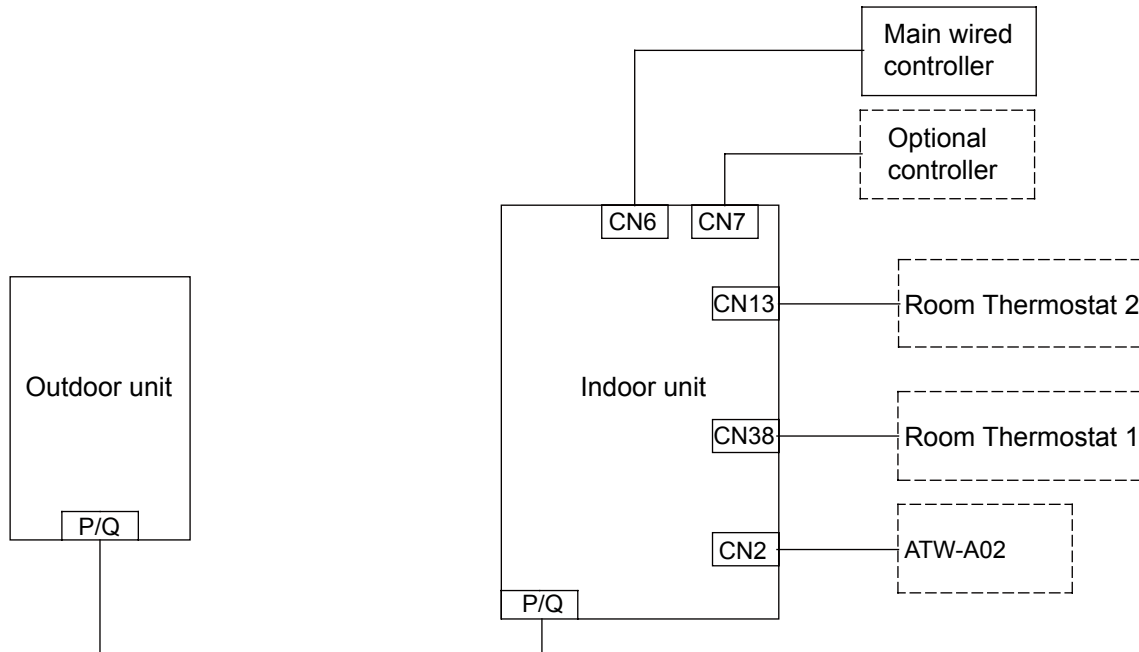 Main wired
controller
Optional
controller
CN6
CN7
CN13
Room Thermostat 2
Outdoor unit
Indoor unit
CN38
Room Thermostat 1
P/Q
CN2
ATW-A02
P/Q